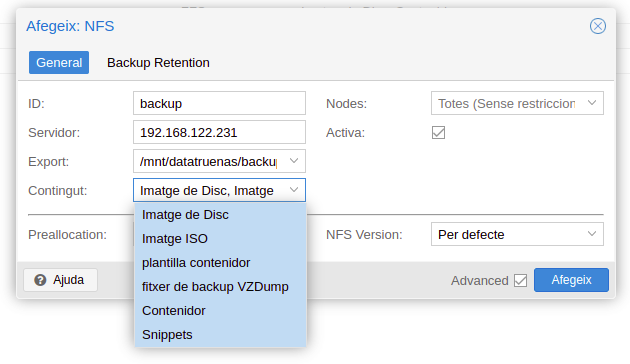 Afegeix: NFS
General Backup Retention
ID: backup Nodes: Totes (Sense restriccion
Servidor: 192.168.122.231 Activa:
Export: /mnt/datatruenas/backup
Contingut: Imatge de Disc, Imatge
Imatge de Disc
Preallocation: NFS Version: Per defecte
Imatge ISO
plantilla contenidor
fitxer de backup VZDump
Contenidor
Snippets
Ajuda Advanced Afegeix